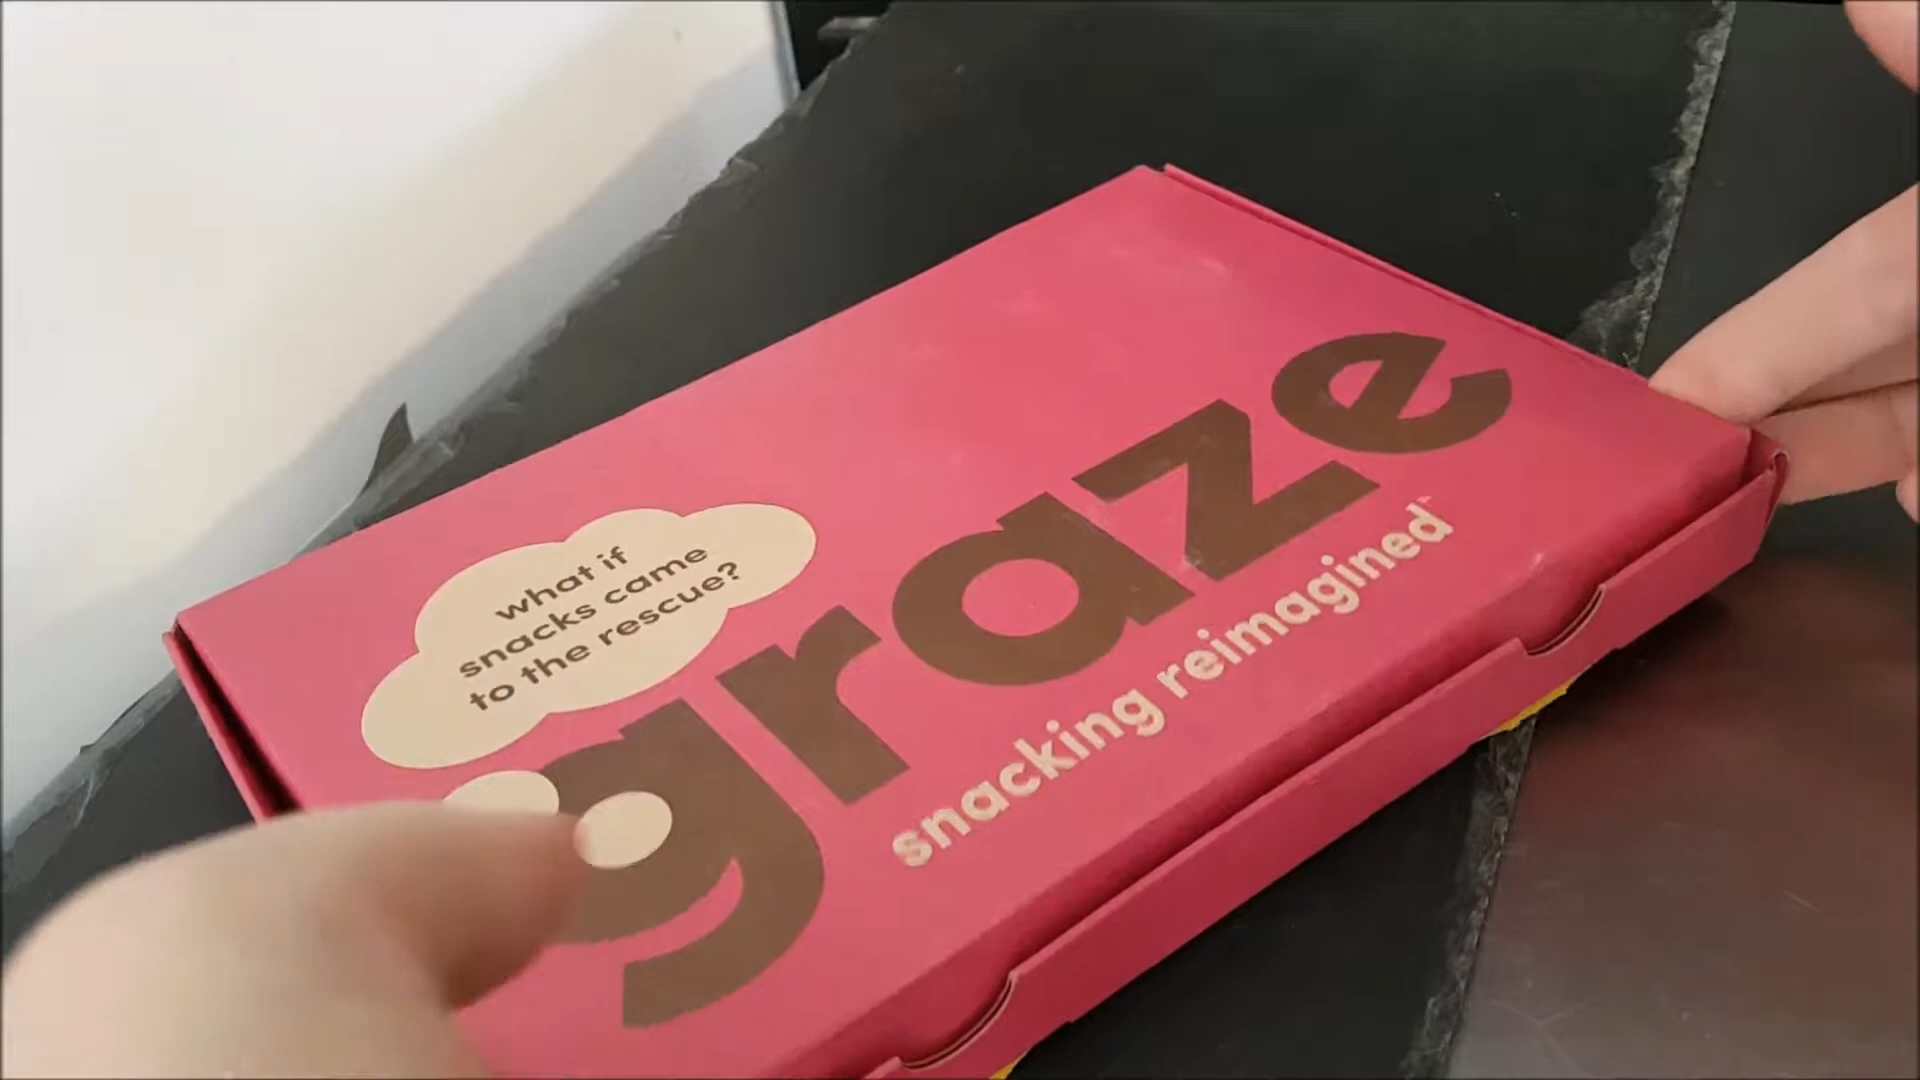 what if
snacks came
to the rescue?
graze
snacking reimagined